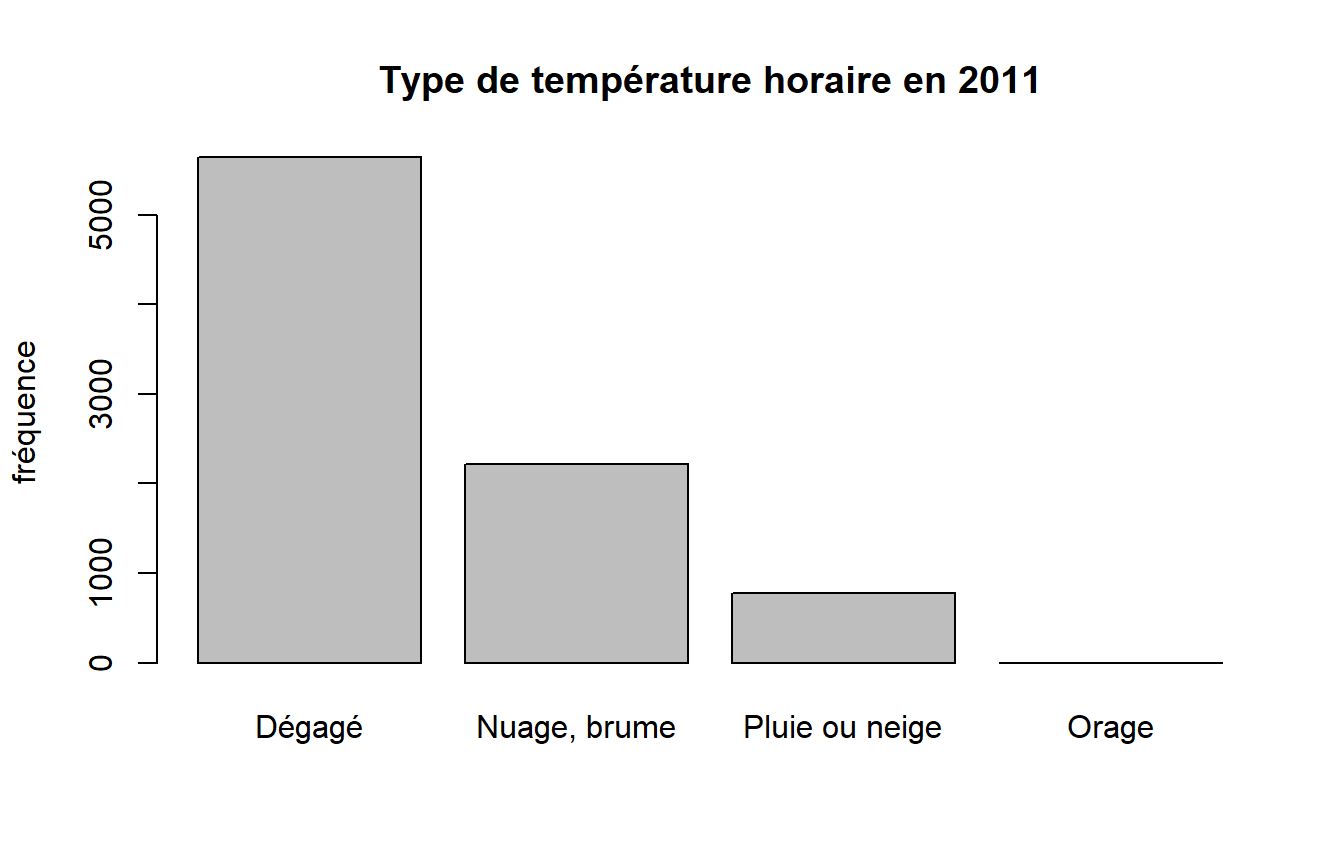 Type de température horaire en 2011
fréquence
5000
3000
1000
0
Dégagé
Nuage, brume
Pluie ou neige
Orage